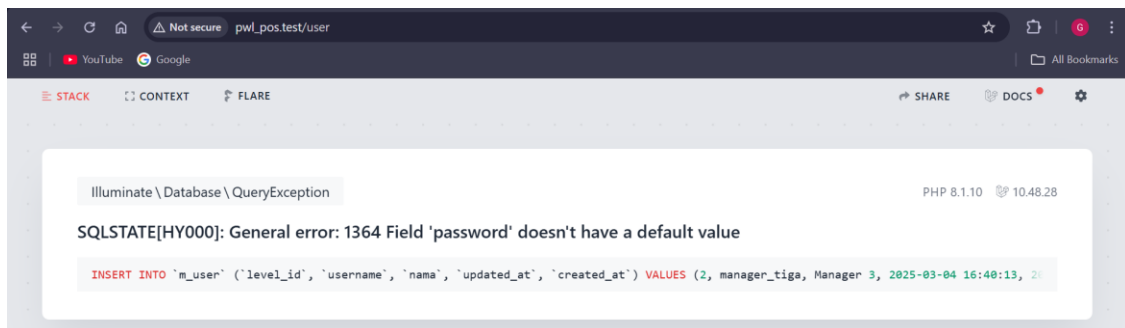 Not secure pwl_pos.test/user
YouTube Google All Bookmarks
STACK CONTEXT FLARE SHARE DOCS
Illuminate\Database\QueryException PHP 8.1.10 10.48.28
SQLSTATE[HY000]: General error: 1364 Field 'password' doesn't have a default value
INSERT INTO `m_user` (`level_id`, `username`, `nama`, `updated_at`, `created_at`) VALUES (2, manager_tiga, Manager 3, 2025-03-04 16:40:13,